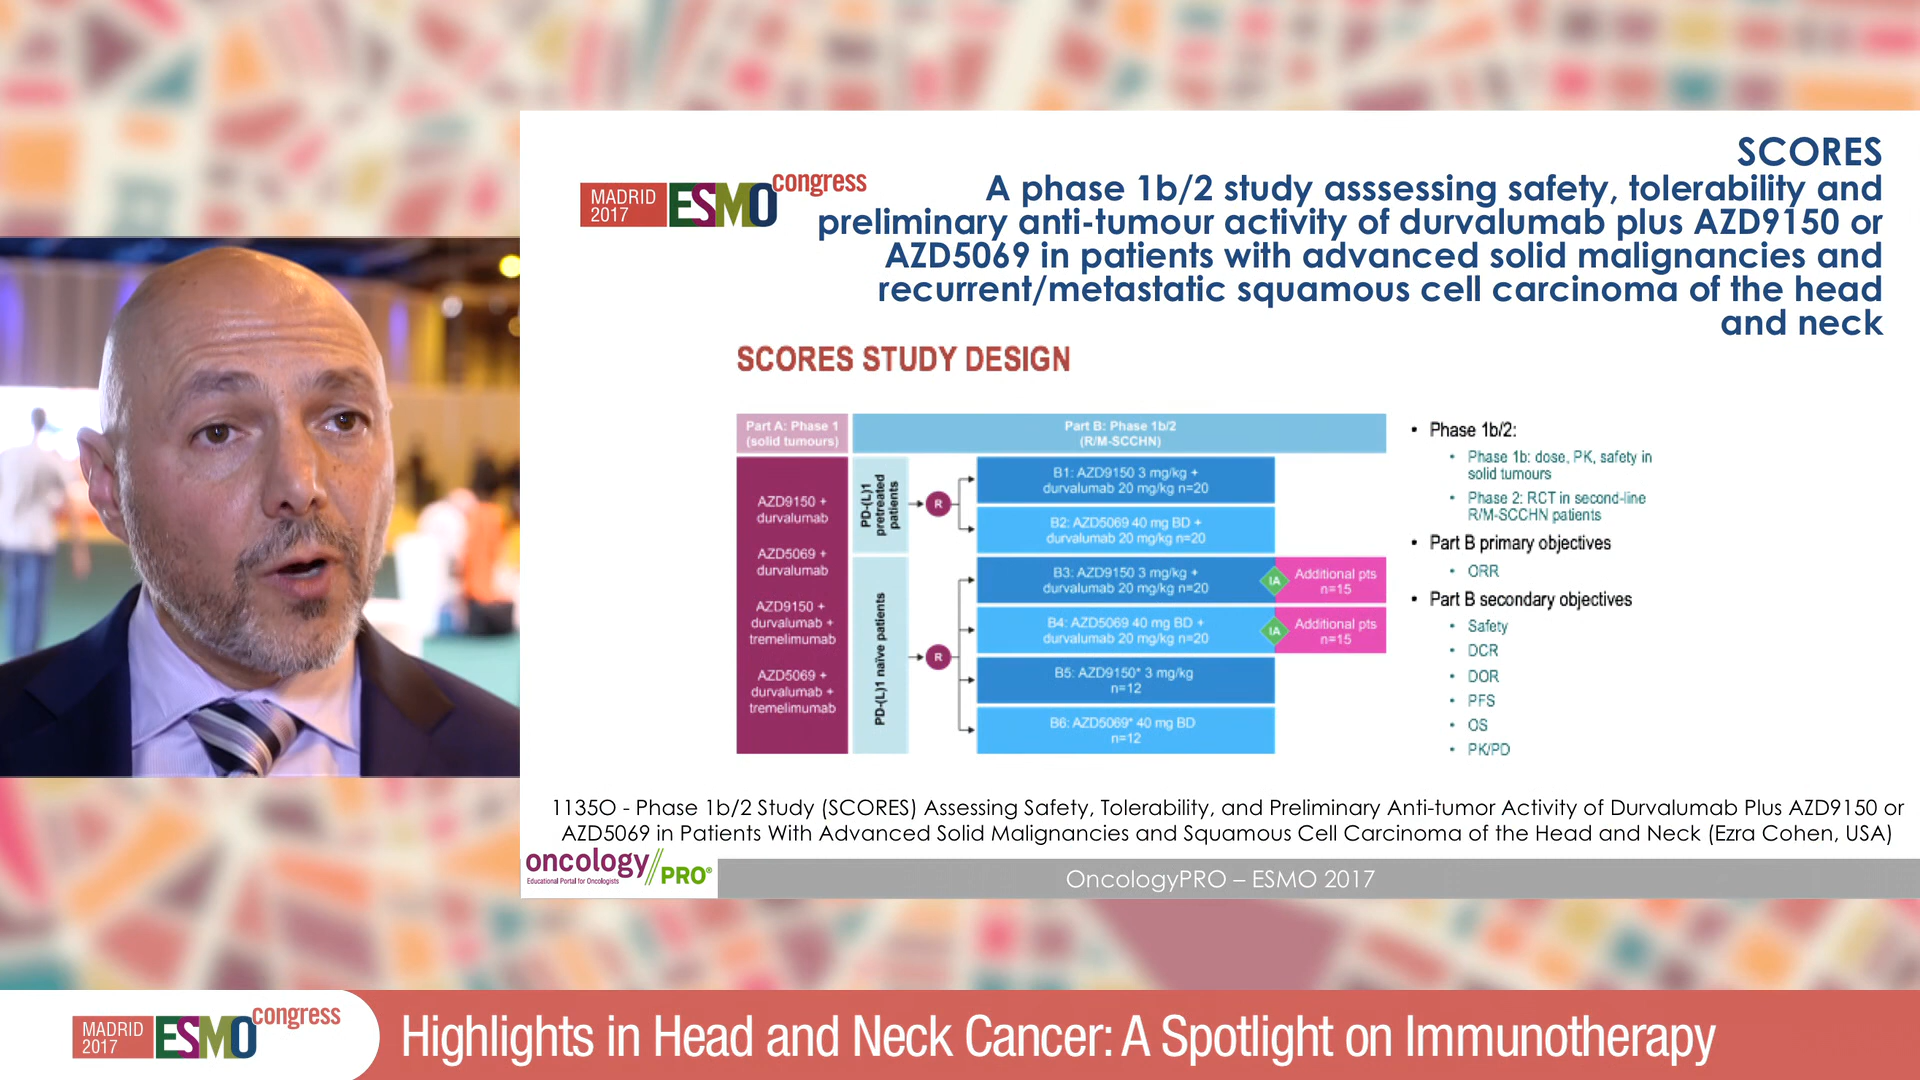 SCORES
MADRID
2017
ESMO
congress
A phase 1b/2 study asssessing safety, tolerability and
preliminary anti-tumour activity of durvalumab plus AZD9150 or
AZD5069 in patients with advanced solid malignancies and
recurrent/metastatic squamous cell carcinoma of the head
and neck
SCORES STUDY DESIGN
Part A: Phase 1
(solid tumours)
Part B: Phase 1b/2
(R/M-SCCHN)
AZD9150 +
durvalumab
AZD5069 +
durvalumab
AZD9150 +
durvalumab +
tremelimumab
AZD5069 +
durvalumab +
tremelimumab
PD-(L)1
pretreated
patients
R
B1: AZD9150 3 mg/kg +
durvalumab 20 mg/kg n=20
B2: AZD5069 40 mg BD +
durvalumab 20 mg/kg n=20
PD-(L)1 naïve patients
R
B3: AZD9150 3 mg/kg +
durvalumab 20 mg/kg n=20
IA
Additional pts
n=15
B4: AZD5069 40 mg BD +
durvalumab 20 mg/kg n=20
IA
Additional pts
n=15
B5: AZD9150* 3 mg/kg
n=12
B6: AZD5069* 40 mg BD
n=12
• Phase 1b/2:
• Phase 1b: dose, PK, safety in
solid tumours
• Phase 2: RCT in second-line
R/M-SCCHN patients
• Part B primary objectives
• ORR
• Part B secondary objectives
• Safety
• DCR
• DOR
• PFS
• OS
• PK/PD
1135O - Phase 1b/2 Study (SCORES) Assessing Safety, Tolerability, and Preliminary Anti-tumor Activity of Durvalumab Plus AZD9150 or
AZD5069 in Patients With Advanced Solid Malignancies and Squamous Cell Carcinoma of the Head and Neck (Ezra Cohen, USA)
oncology//PRO®
Educational Portal for Oncologists
OncologyPRO – ESMO 2017
MADRID
2017
ESMO
congress
Highlights in Head and Neck Cancer: A Spotlight on Immunotherapy